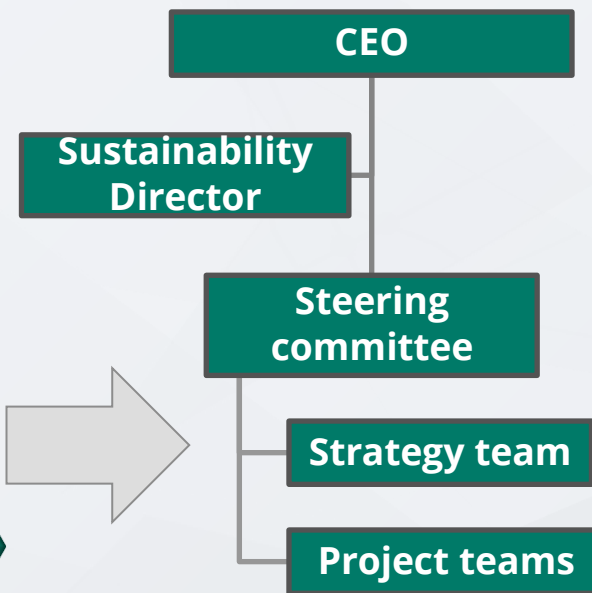 CEO
Sustainability
Director
Steering
committee
Strategy team
Project teams